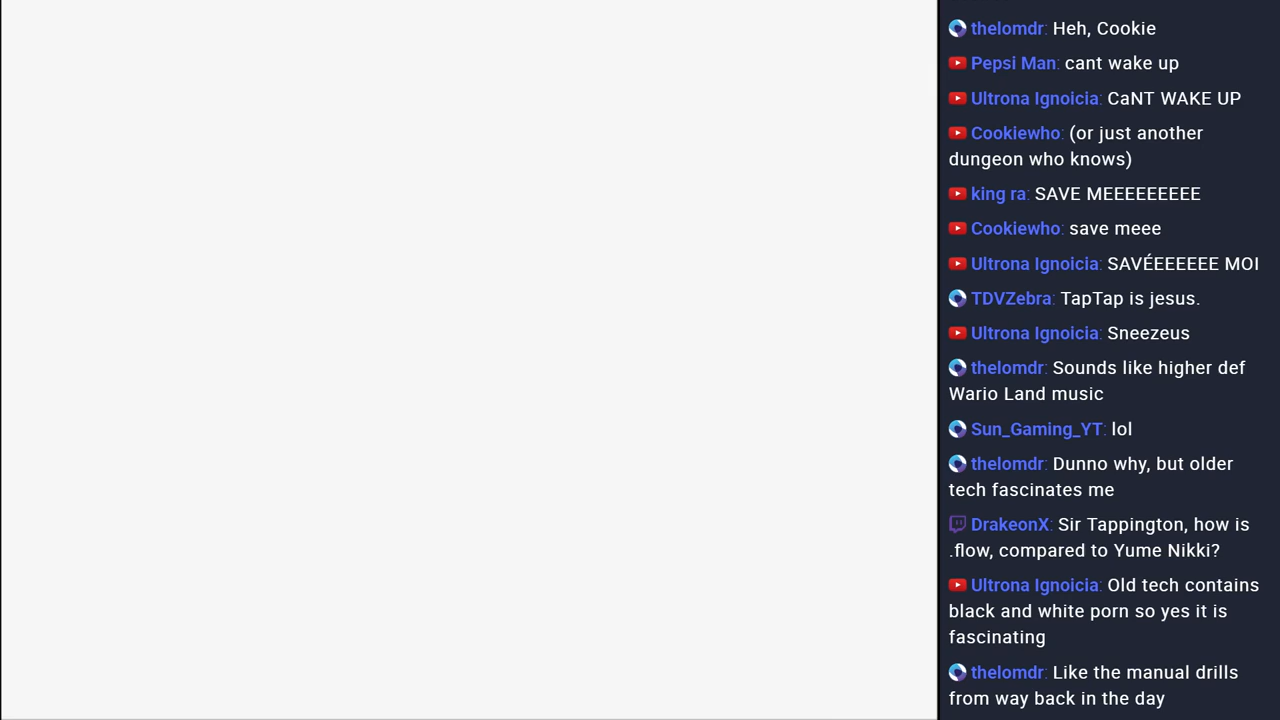 thelomdr: Heh, Cookie
Pepsi Man: cant wake up
Ultrona Ignoicia: CaNT WAKE UP
Cookiewho: (or just another
dungeon who knows)
king ra: SAVE MEEEEEEEEE
Cookiewho: save meee
Ultrona Ignoicia: SAVÉEEEEEE MOI
TDVZebra: TapTap is jesus.
Ultrona Ignoicia: Sneezeus
thelomdr: Sounds like higher def
Wario Land music
Sun_Gaming_YT: lol
thelomdr: Dunno why, but older
tech fascinates me
DrakeonX: Sir Tappington, how is
.flow, compared to Yume Nikki?
Ultrona Ignoicia: Old tech contains
black and white porn so yes it is
fascinating
thelomdr: Like the manual drills
from way back in the day